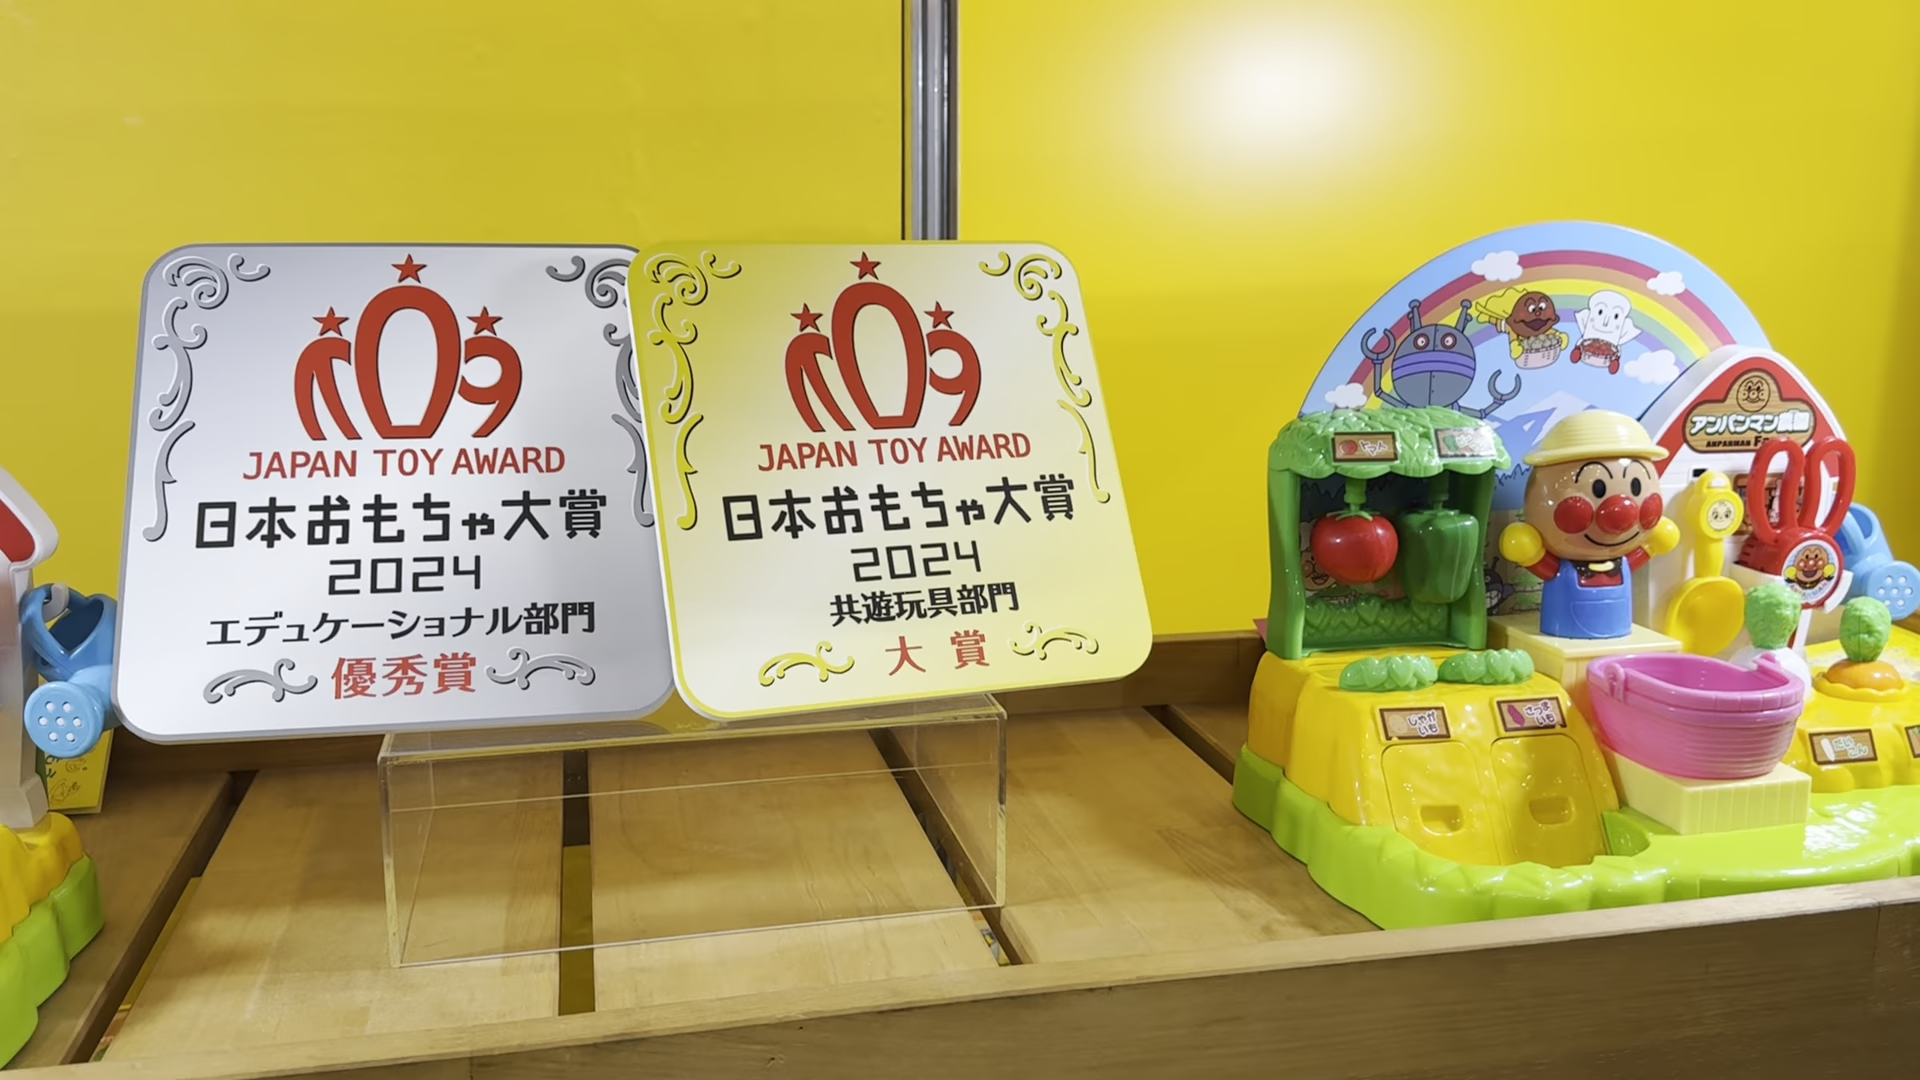 JAPAN TOY AWARD
日本おもちゃ大賞
2024
エデュケーショナル部門
優秀賞
JAPAN TOY AWARD
日本おもちゃ大賞
2024
共遊玩具部門
大賞
アンパンマン農園
ANPANMAN
トマト
じゃが
いも
さつま
いも
だい
こん